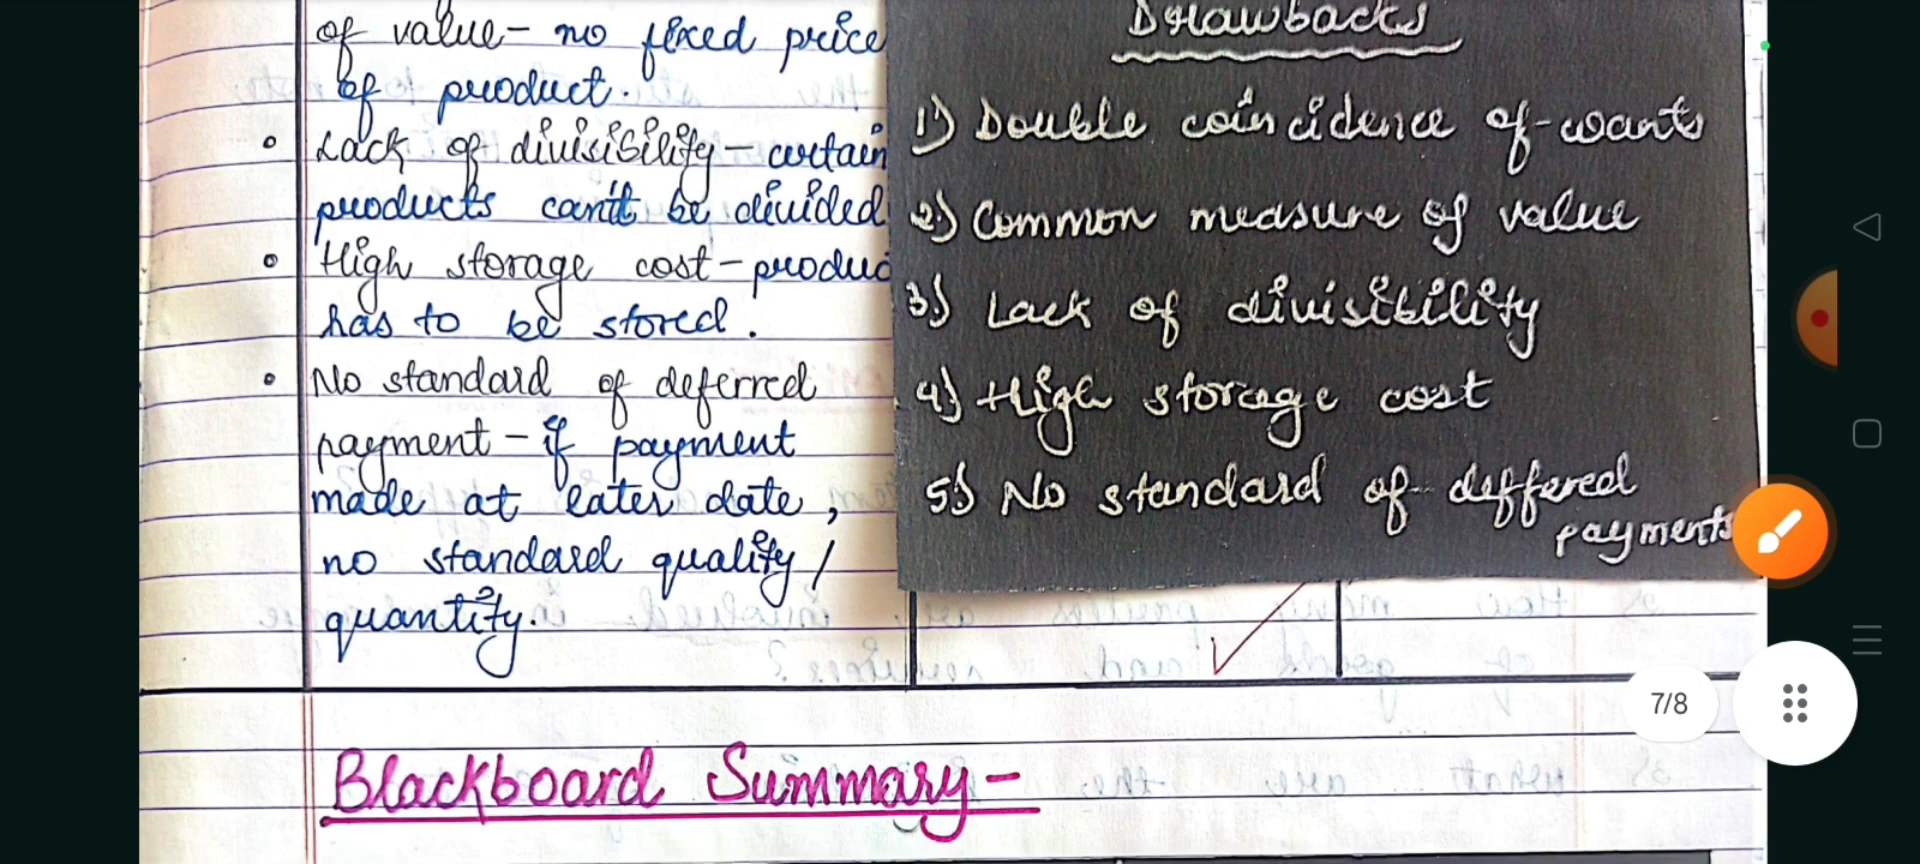 of value- no fixed price
of product.
• Lack of divisibility - certain
products can't be divided
• High storage cost - produc
has to be stored.
• No standard of deferred
payment - if payment
made at later date,
no standard quality/
quantity.
Drawbacks
1) Double coincidence of-wants
2) Common measure of value
3) Lack of divisibility
4) High storage cost
5) No standard of deffered
payments
7/8
Blackboard Summary-